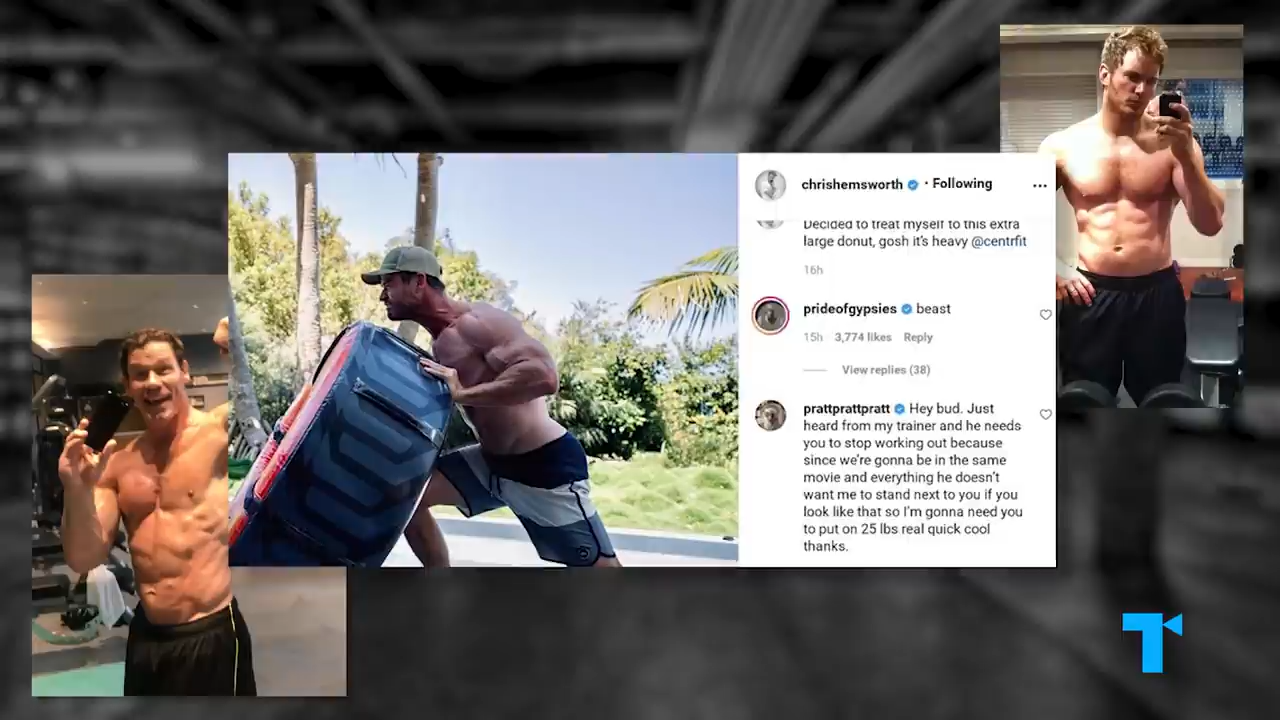 chrishemsworth • Following
Decided to treat myself to this extra
large donut, gosh it's heavy @centrfit
16h
prideofgypsies beast
15h 3,774 likes Reply
View replies (38)
prattprattpratt Hey bud. Just
heard from my trainer and he needs
you to stop working out because
since we're gonna be in the same
movie and everything he doesn't
want me to stand next to you if you
look like that so I'm gonna need you
to put on 25 lbs real quick cool
thanks.